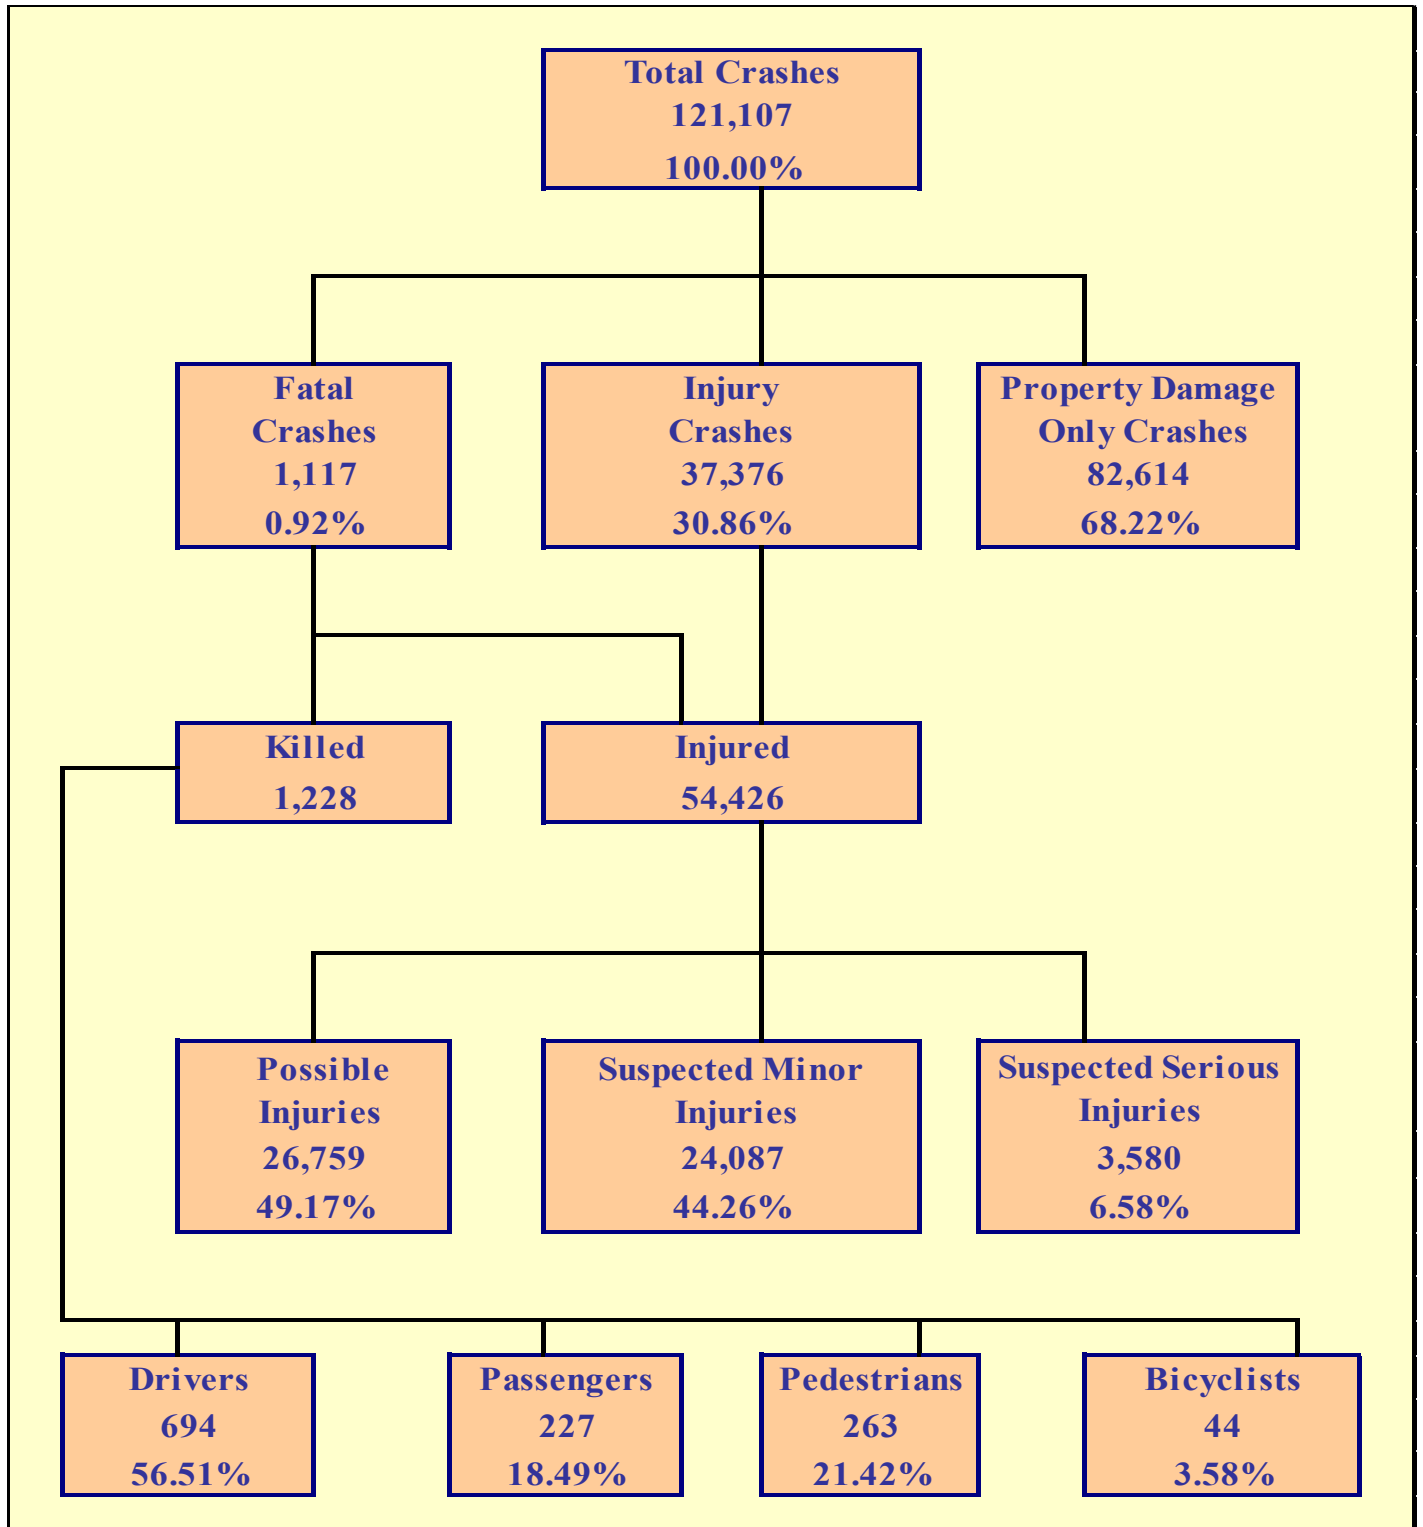 Total Crashes
121,107
100.00%
Fatal
Crashes
1,117
0.92%
Injury
Crashes
37,376
30.86%
Property Damage
Only Crashes
82,614
68.22%
Killed
1,228
Injured
54,426
Possible
Injuries
26,759
49.17%
Suspected Minor
Injuries
24,087
44.26%
Suspected Serious
Injuries
3,580
6.58%
Drivers
694
56.51%
Passengers
227
18.49%
Pedestrians
263
21.42%
Bicyclists
44
3.58%